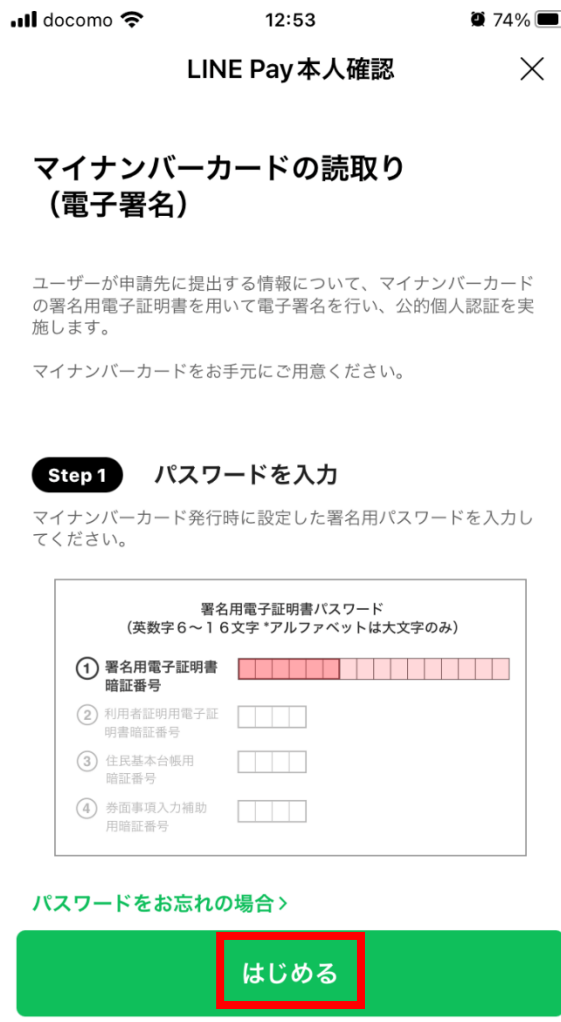 docomo 12:53 74%
LINE Pay本人確認
マイナンバーカードの読取り
（電子署名）
ユーザーが申請先に提出する情報について、マイナンバーカード
の署名用電子証明書を用いて電子署名を行い、公的個人認証を実
施します。
マイナンバーカードをお手元にご用意ください。
Step 1 パスワードを入力
マイナンバーカード発行時に設定した署名用パスワードを入力し
てください。
署名用電子証明書パスワード
（英数字６〜１６文字 *アルファベットは大文字のみ）
① 署名用電子証明書
暗証番号
② 利用者証明用電子証
明書暗証番号
③ 住民基本台帳用
暗証番号
④ 券面事項入力補助
用暗証番号
パスワードをお忘れの場合
はじめる